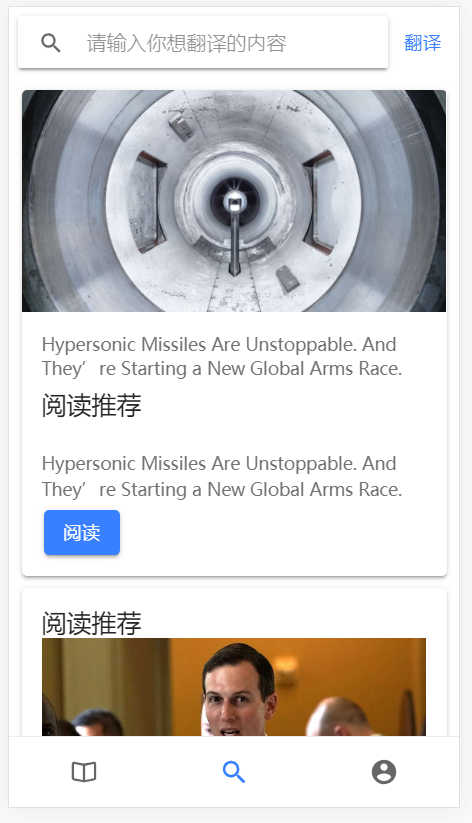 请输入你想翻译的内容 翻译
Hypersonic Missiles Are Unstoppable. And
They’re Starting a New Global Arms Race.
阅读推荐
Hypersonic Missiles Are Unstoppable. And
They’re Starting a New Global Arms Race.
阅读
阅读推荐